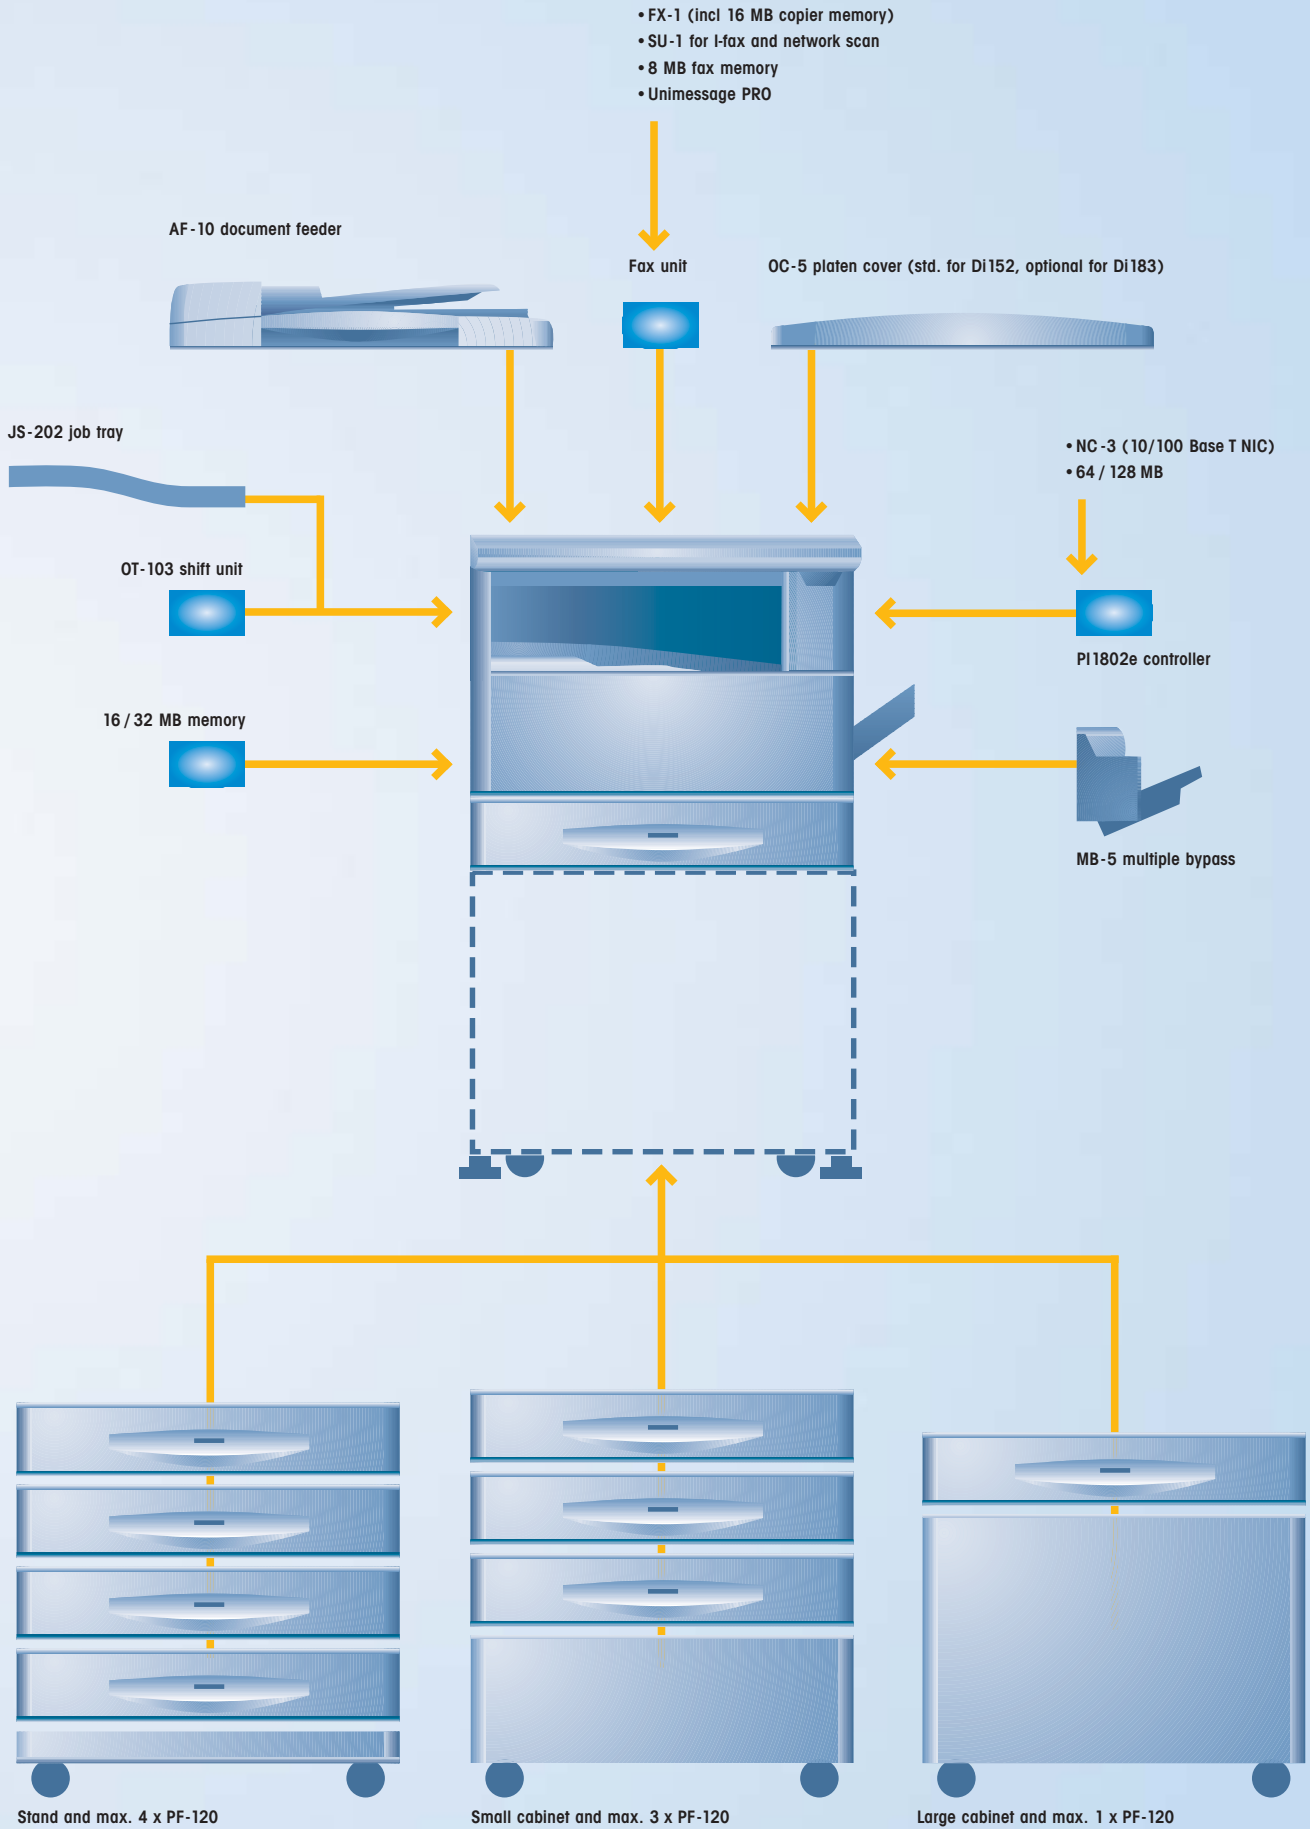 • FX-1 (incl 16 MB copier memory)
• SU-1 for I-fax and network scan
• 8 MB fax memory
• Unimessage PRO
AF-10 document feeder
Fax unit
OC-5 platen cover (std. for Di152, optional for Di183)
JS-202 job tray
• NC-3 (10/100 Base T NIC)
• 64 / 128 MB
OT-103 shift unit
PI1802e controller
16 / 32 MB memory
MB-5 multiple bypass
Stand and max. 4 x PF-120
Small cabinet and max. 3 x PF-120
Large cabinet and max. 1 x PF-120